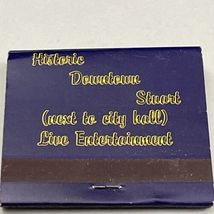 Historic
Downtown
Stuart
(next to city hall)
Live Entertainment